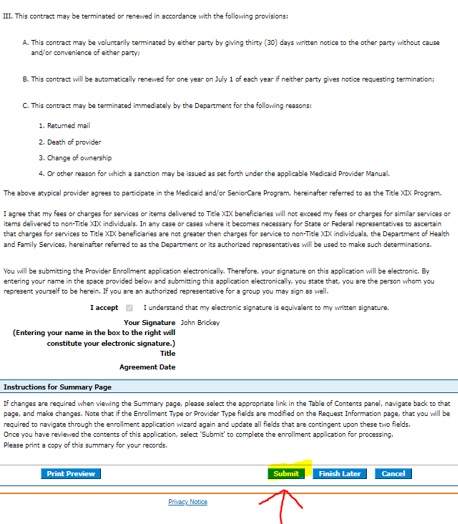 III. This contract may be terminated or renewed in accordance with the following provisions:
A. This contract may be voluntarily terminated by either party by giving thirty (30) days written notice to the other party without cause
and/or convenience of either party;
B. This contract will be automatically renewed for one year on July 1 of each year if neither party gives notice requesting termination;
C. This contract may be terminated immediately by the Department for the following reasons:
1. Returned mail
2. Death of provider
3. Change of ownership
4. Or other reason for which a sanction may be issued as set forth under the applicable Medicaid Provider Manual.
The above atypical provider agrees to participate in the Medicaid and/or SeniorCare Program, hereinafter referred to as the Title XIX Program.
I agree that my fees or charges for services or items delivered to Title XIX beneficiaries will not exceed my fees or charges for similar services or
items delivered to non-Title XIX individuals. In any case or cases where it becomes necessary for State or Federal representatives to ascertain
that charges for services to Title XIX beneficiaries are not greater then charges for service to non-Title XIX individuals, the Department of Health
and Family Services, hereinafter referred to as the Department or its authorized representatives will be used to make such determinations.
You will be submitting the Provider Enrollment application electronically. Therefore, your signature on this application will be electronic. By
entering your name in the space provided below and submitting this application electronically, you state that, you are the person whom you
represent yourself to be herein. If you are an authorized representative for a group you may sign as well.
I accept I understand that my electronic signature is equivalent to my written signature.
Your Signature John Brickey
(Entering your name in the box to the right will
constitute your electronic signature.)
Title
Agreement Date
Instructions for Summary Page
If changes are required when viewing the Summary page, please select the appropriate link in the Table of Contents panel, navigate back to that
page, and make changes. Note that if the Enrollment Type or Provider Type fields are modified on the Request Information page, that you will be
required to navigate through the enrollment application wizard again and update all fields that are contingent upon these two fields.
Once you have reviewed the contents of this application, select 'Submit' to complete the enrollment application for processing.
Please print a copy of this summary for your records.
Print Preview Submit Finish Later Cancel
Privacy Notice